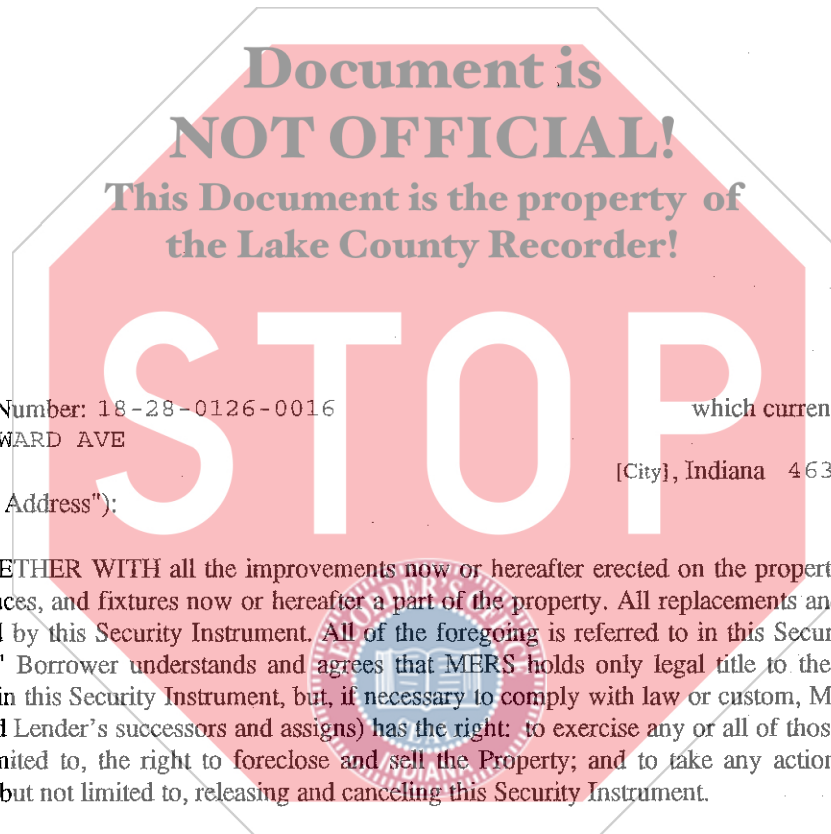 Document is
NOT OFFICIAL!
This Document is the property of
the Lake County Recorder!
STOP
Number: 18-28-0126-0016 which curren
WARD AVE
[City], Indiana 463
Address"):
ETHER WITH all the improvements now or hereafter erected on the propert
ces, and fixtures now or hereafter a part of the property. All replacements an
l by this Security Instrument. All of the foregoing is referred to in this Secur
" Borrower understands and agrees that MERS holds only legal title to the
in this Security Instrument, but, if necessary to comply with law or custom, M
d Lender's successors and assigns) has the right: to exercise any or all of thos
mited to, the right to foreclose and sell the Property; and to take any action
but not limited to, releasing and canceling this Security Instrument.
RECORDER'S OFFICE
INDIANA